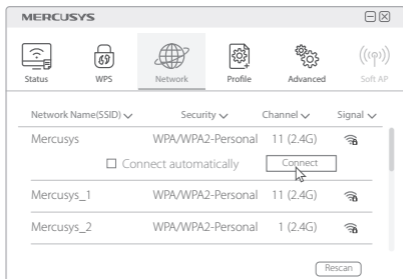 MERCUSYS
Status WPS Network Profile Advanced Soft AP
Network Name(SSID) Security Channel Signal
Mercusys WPA/WPA2-Personal 11 (2.4G)
Connect automatically Connect
Mercusys_1 WPA/WPA2-Personal 11 (2.4G)
Mercusys_2 WPA/WPA2-Personal 1 (2.4G)
Rescan